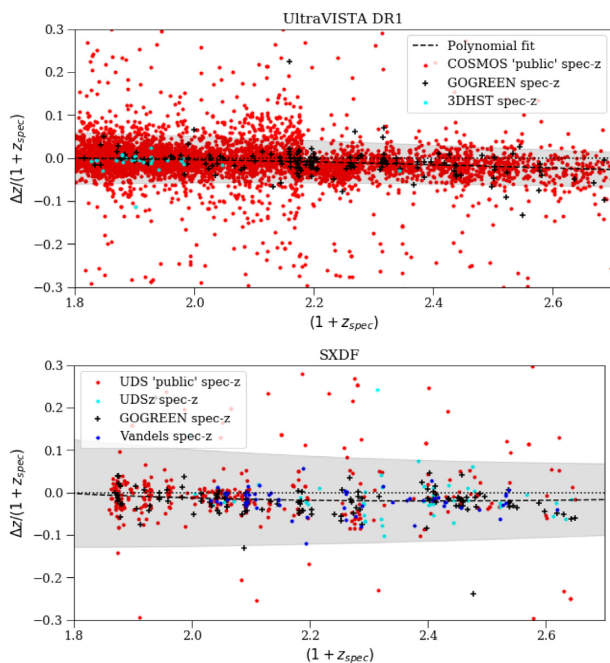 UltraVISTA DR1
0.3
0.2
0.1
0.0
−0.1
−0.2
−0.3
Δz/(1 + z_spec)
Polynomial fit
COSMOS 'public' spec-z
GOGREEN spec-z
3DHST spec-z
1.8 2.0 2.2 2.4 2.6
(1 + z_spec)
SXDF
0.3
0.2
0.1
0.0
−0.1
−0.2
−0.3
Δz/(1 + z_spec)
UDS 'public' spec-z
UDSz spec-z
GOGREEN spec-z
Vandels spec-z
1.8 2.0 2.2 2.4 2.6
(1 + z_spec)